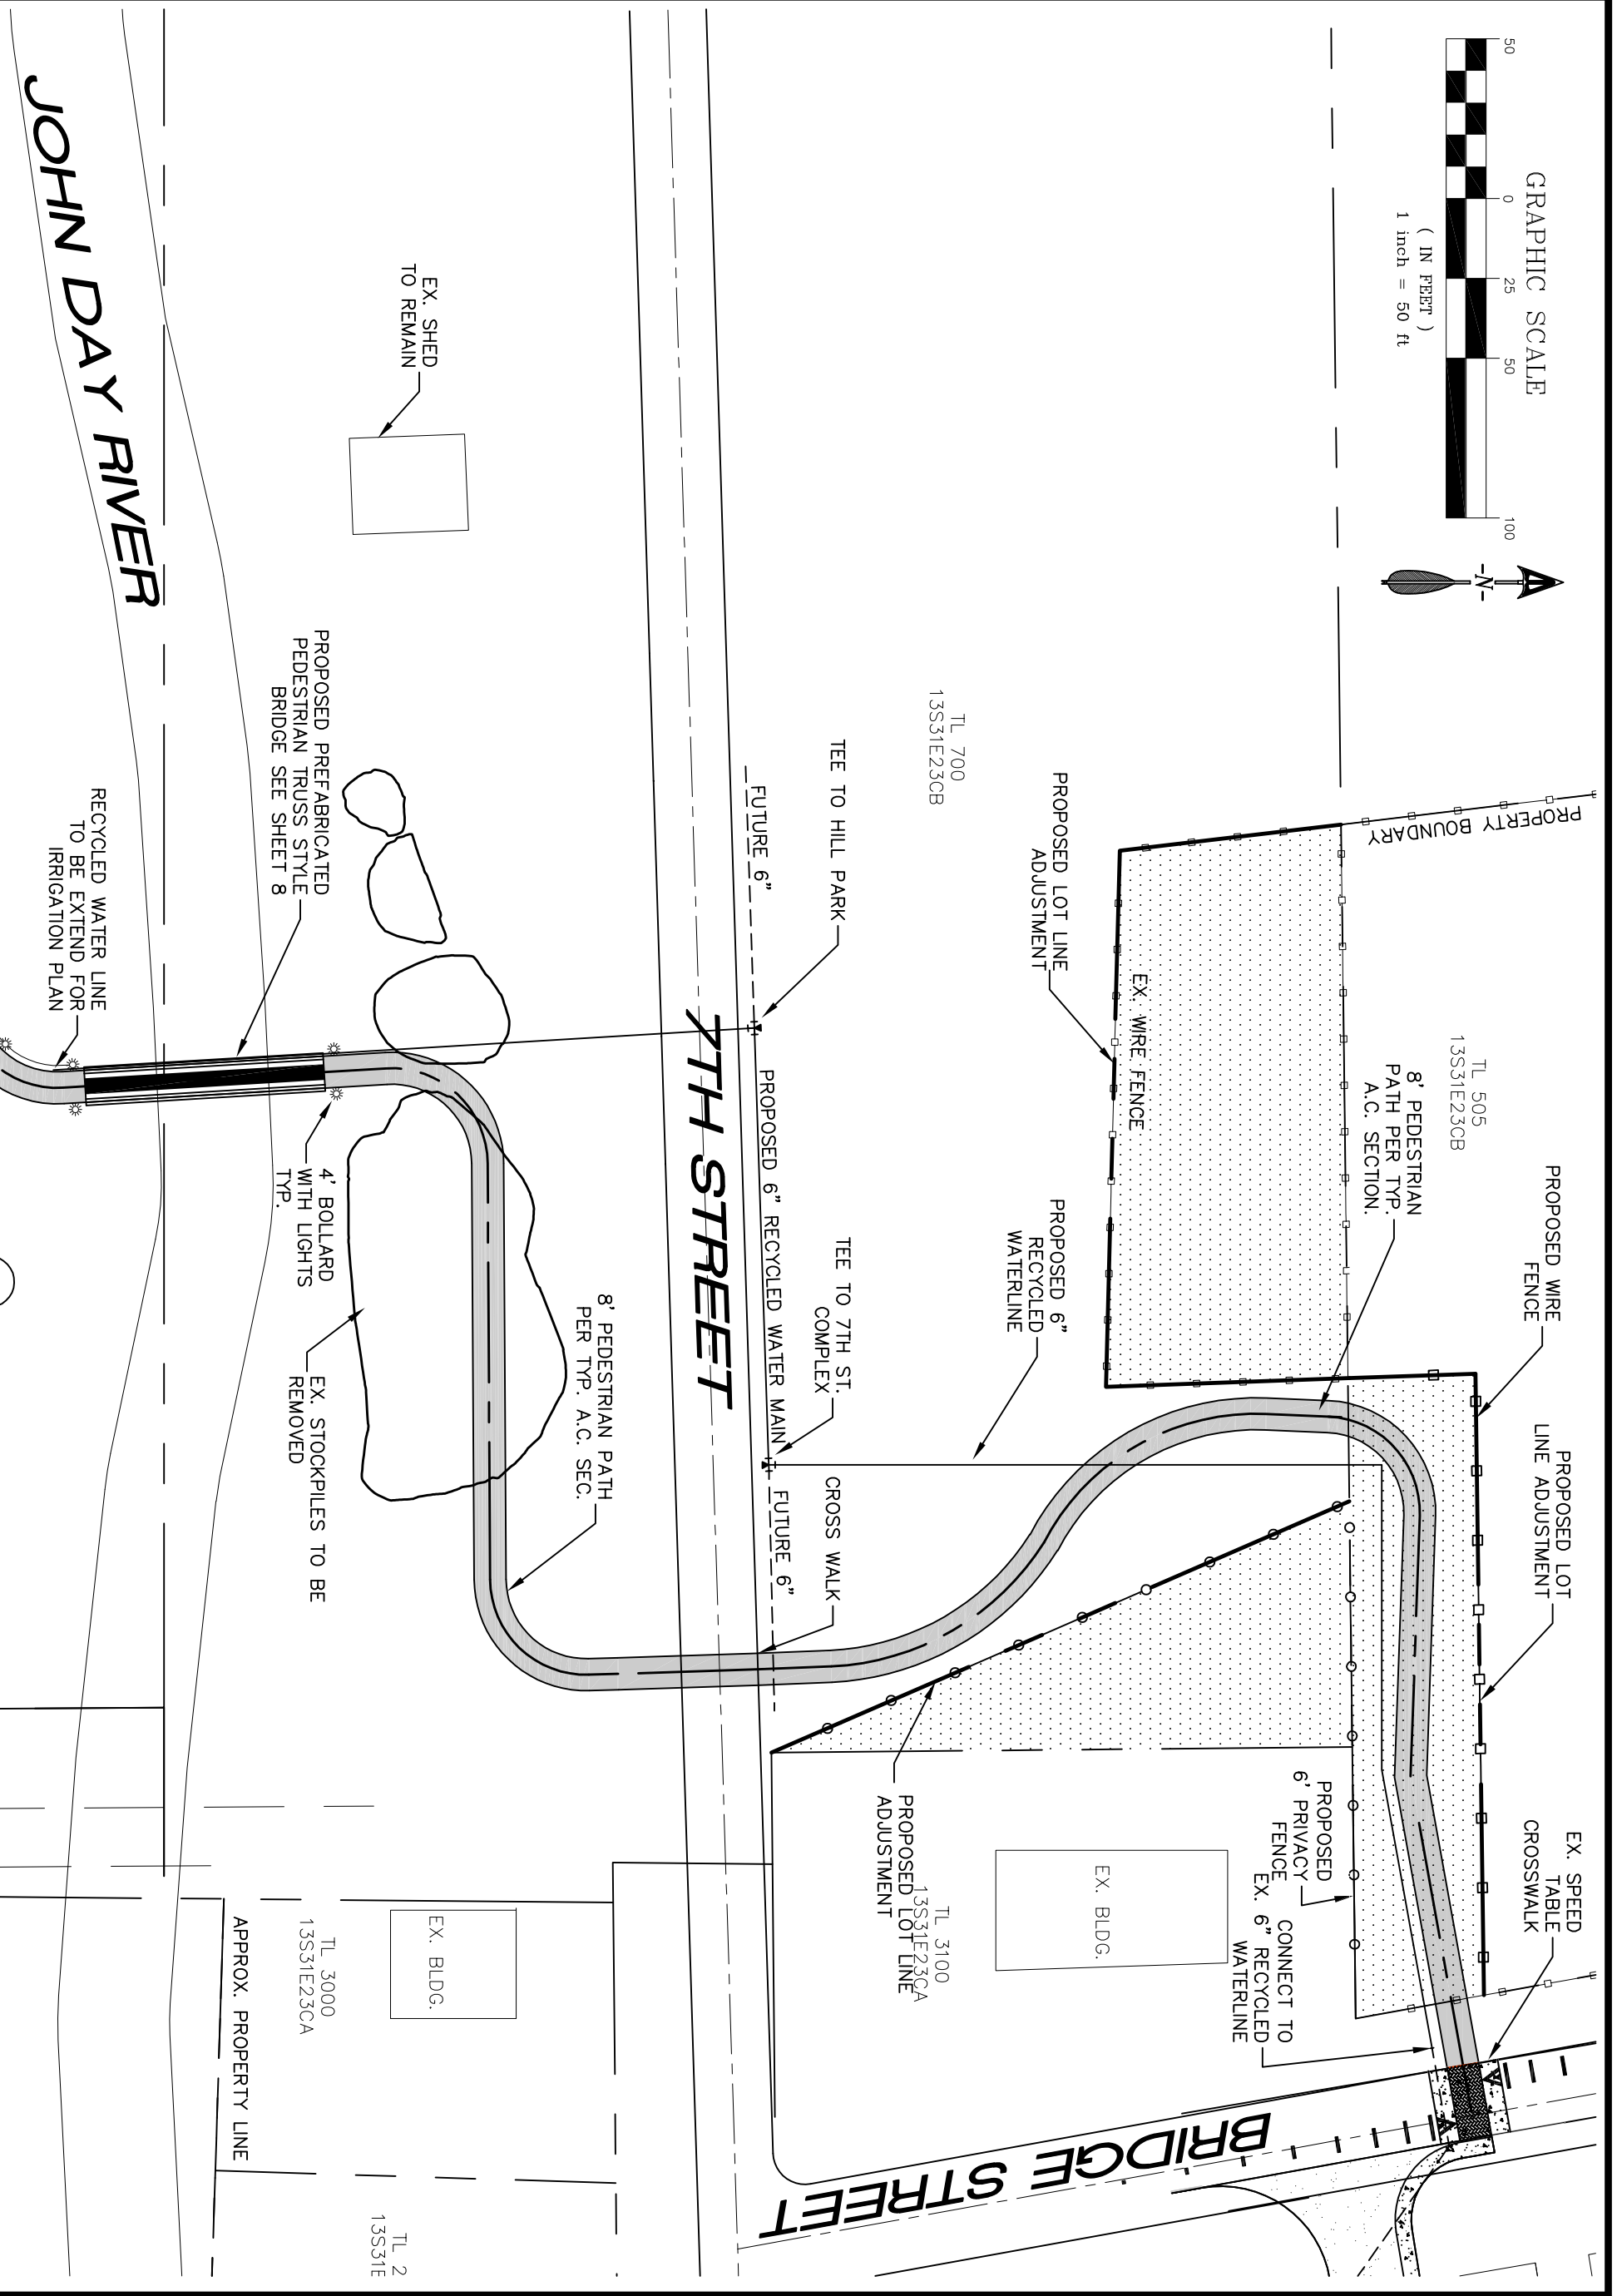 GRAPHIC SCALE
50
0
25
50
100
( IN FEET )
1 inch = 50 ft
-N-
PROPERTY BOUNDARY
TL 505
13S31E23CB
8' PEDESTRIAN
PATH PER TYP.
A.C. SECTION.
PROPOSED WIRE
FENCE
PROPOSED LOT
LINE ADJUSTMENT
EX. SPEED
TABLE
CROSSWALK
PROPOSED LOT LINE
ADJUSTMENT
EX. WIRE FENCE
TL 700
13S31E23CB
PROPOSED 6"
RECYCLED
WATERLINE
PROPOSED
6' PRIVACY
FENCE
CONNECT TO
EX. 6" RECYCLED
WATERLINE
EX. BLDG.
TL 3100
13S31E23CA
PROPOSED LOT LINE
ADJUSTMENT
TEE TO HILL PARK
TEE TO 7TH ST.
COMPLEX
CROSS WALK
FUTURE 6"
PROPOSED 6" RECYCLED WATER MAIN
FUTURE 6"
7TH STREET
BRIDGE STREET
8' PEDESTRIAN PATH
PER TYP. A.C. SEC.
EX. SHED
TO REMAIN
EX. BLDG.
TL 2
13S31E
PROPOSED PREFABRICATED
PEDESTRIAN TRUSS STYLE
BRIDGE SEE SHEET 8
4' BOLLARD
WITH LIGHTS
TYP.
EX. STOCKPILES TO BE
REMOVED
TL 3000
13S31E23CA
APPROX. PROPERTY LINE
JOHN DAY RIVER
RECYCLED WATER LINE
TO BE EXTEND FOR
IRRIGATION PLAN